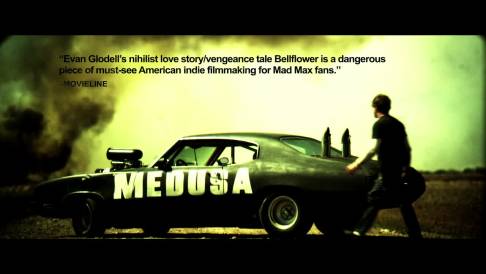 “Evan Glodell’s nihilist love story/vengeance tale Bellflower is a dangerous
piece of must-see American indie filmmaking for Mad Max fans.”
- MOVIELINE
MEDUSA